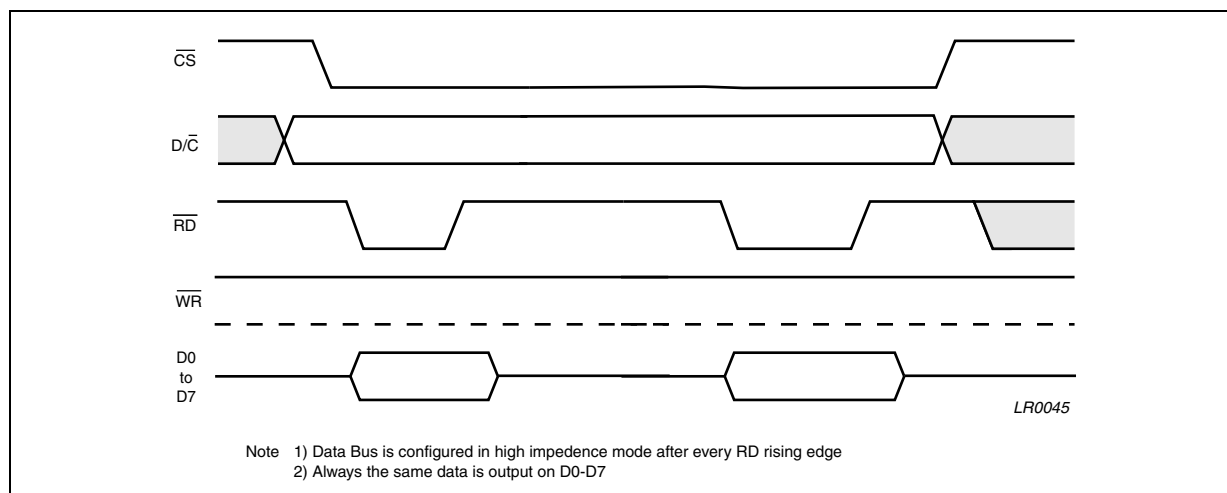 CS
D/C
RD
WR
D0
to
D7
LR0045
Note 1) Data Bus is configured in high impedence mode after every RD rising edge
2) Always the same data is output on D0-D7